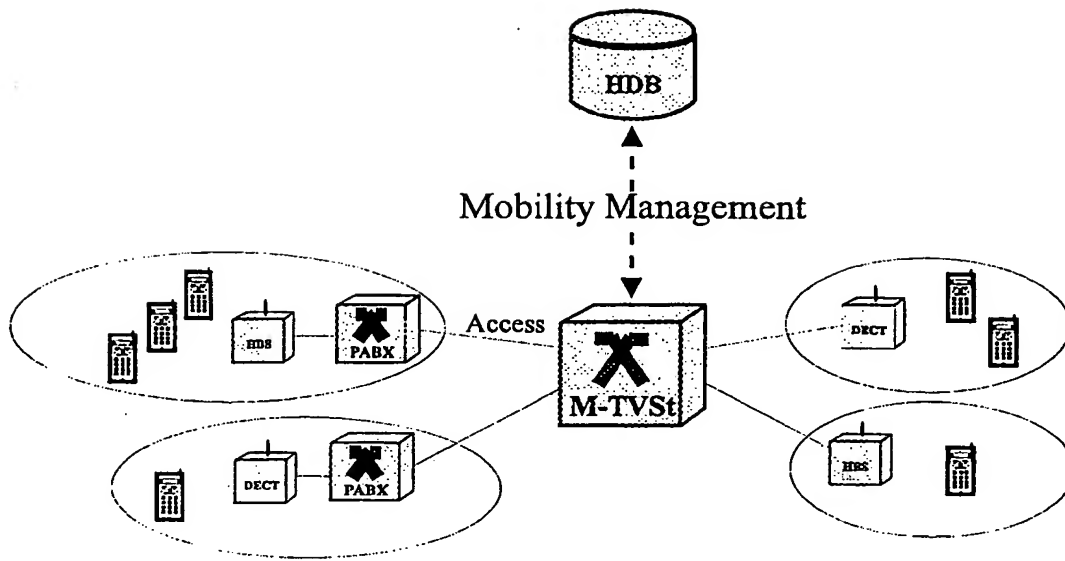 HDB
Mobility Management
Access
PABX
M-TVSt
DECT
DECT
PABX
HBS